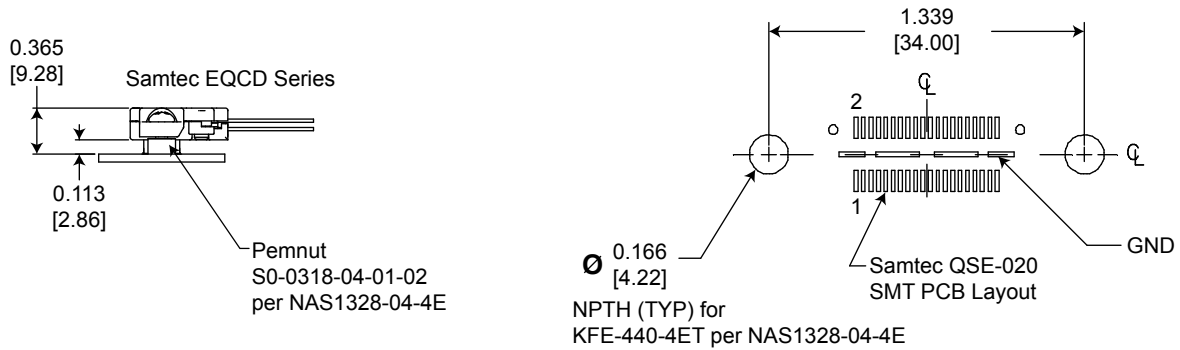 0.365
[9.28]
Samtec EQCD Series
0.113
[2.86]
Pemnut
S0-0318-04-01-02
per NAS1328-04-4E
1.339
[34.00]
℄
2
℄
1
GND
Ø 0.166
[4.22]
Samtec QSE-020
SMT PCB Layout
NPTH (TYP) for
KFE-440-4ET per NAS1328-04-4E